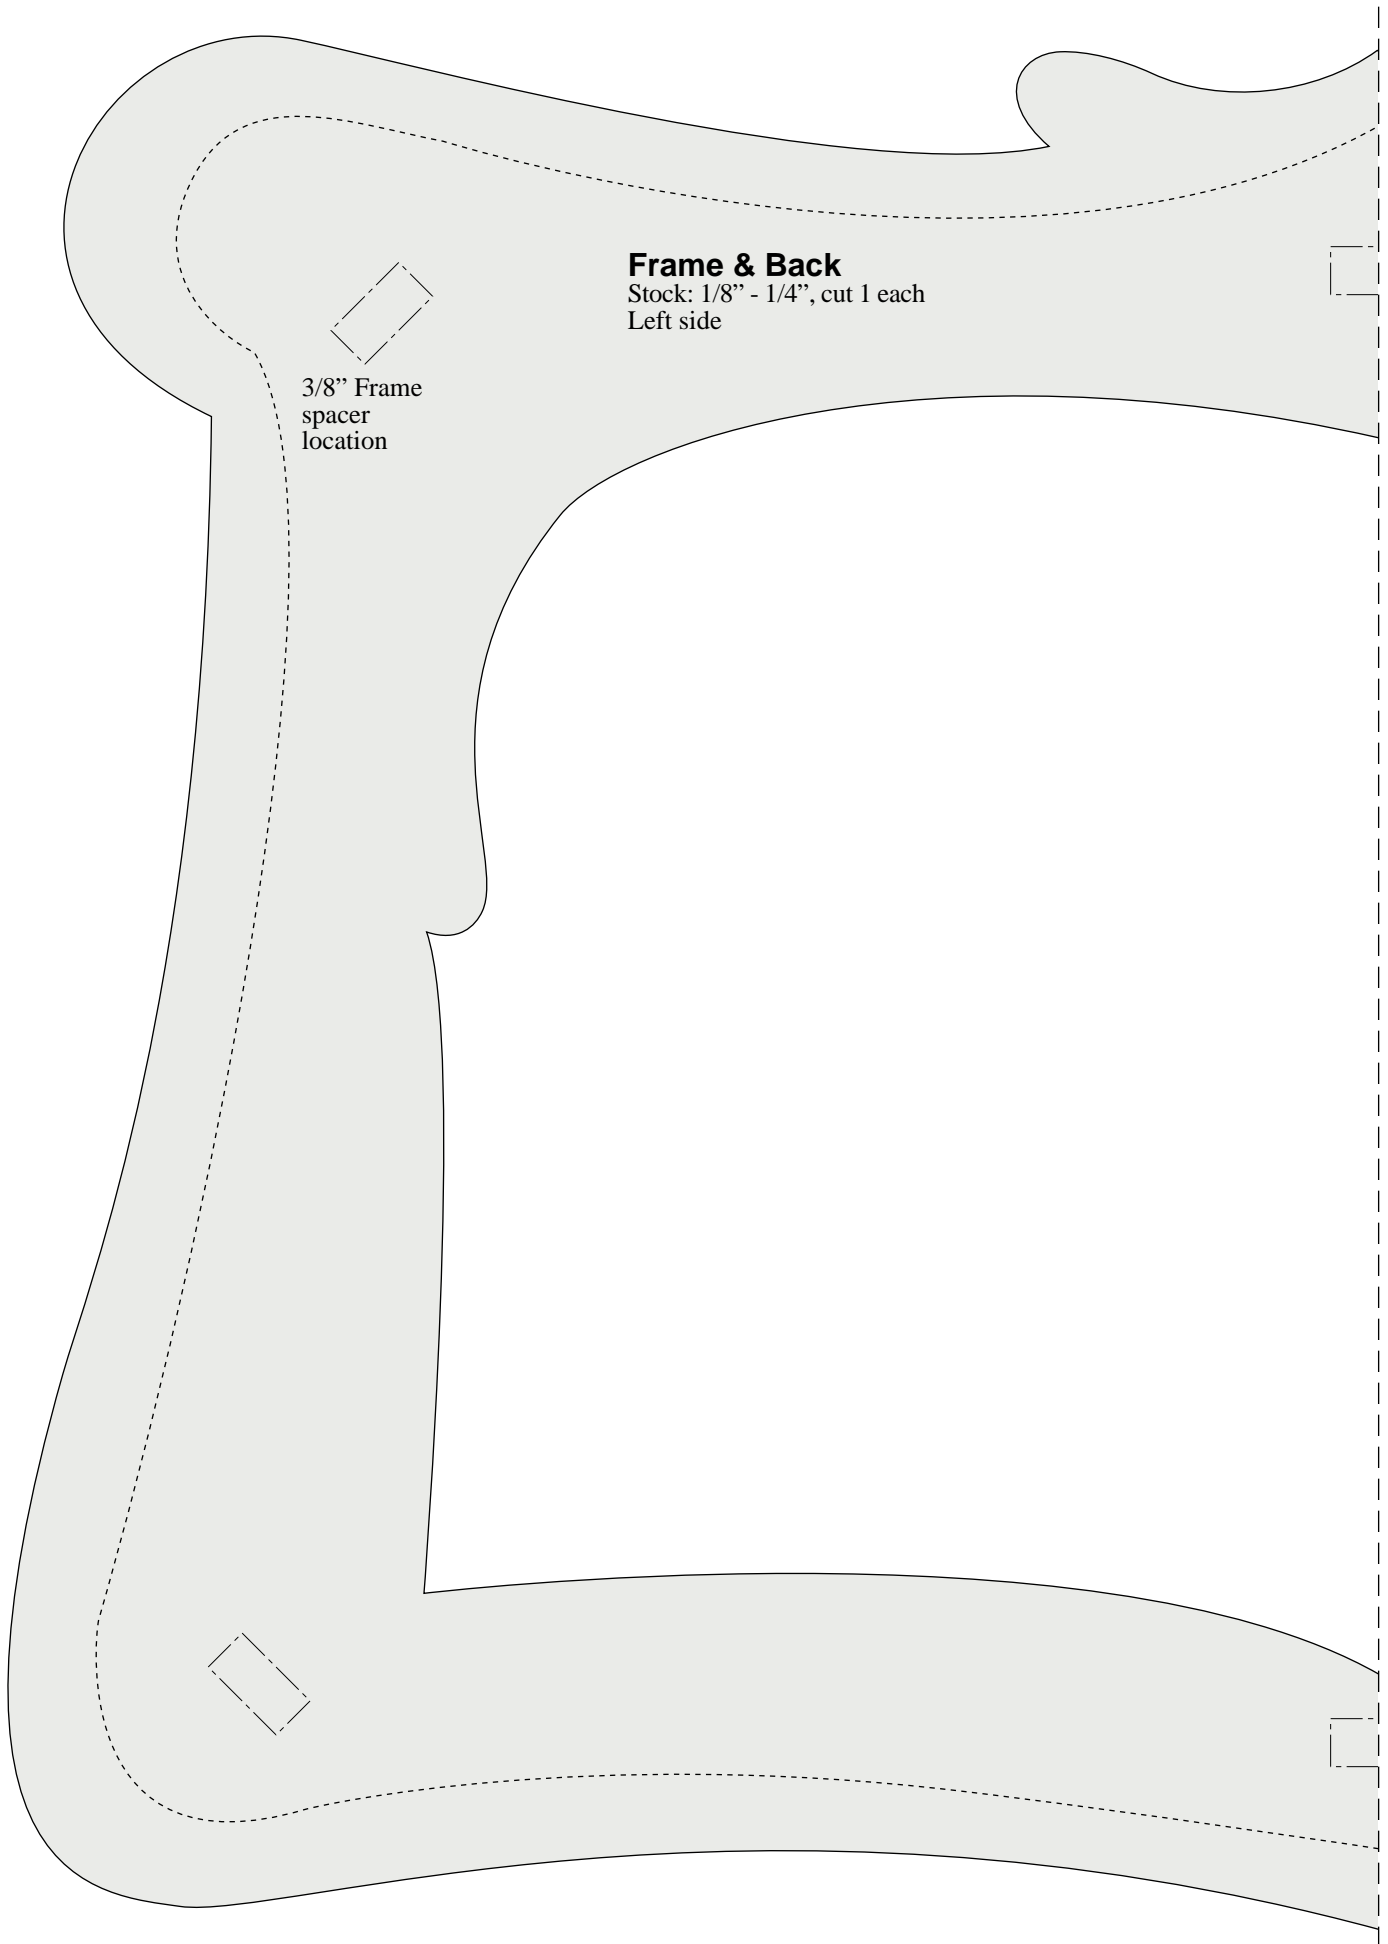 Frame & Back
Stock: 1/8” - 1/4”, cut 1 each
Left side
3/8” Frame
spacer
location